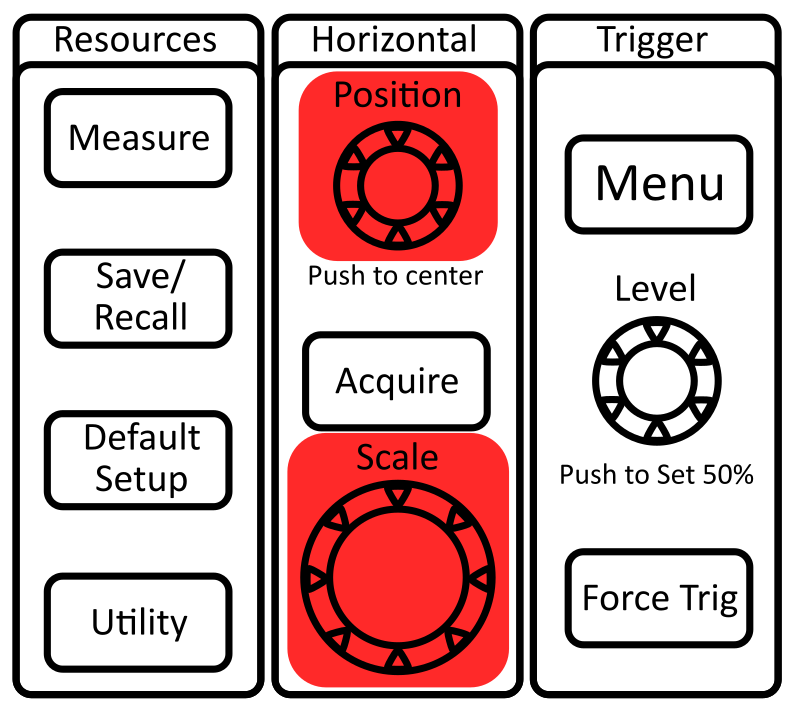 Resources
Measure
Save/
Recall
Default
Setup
Utility
Horizontal
Position
Push to center
Acquire
Scale
Trigger
Menu
Level
Push to Set 50%
Force Trig